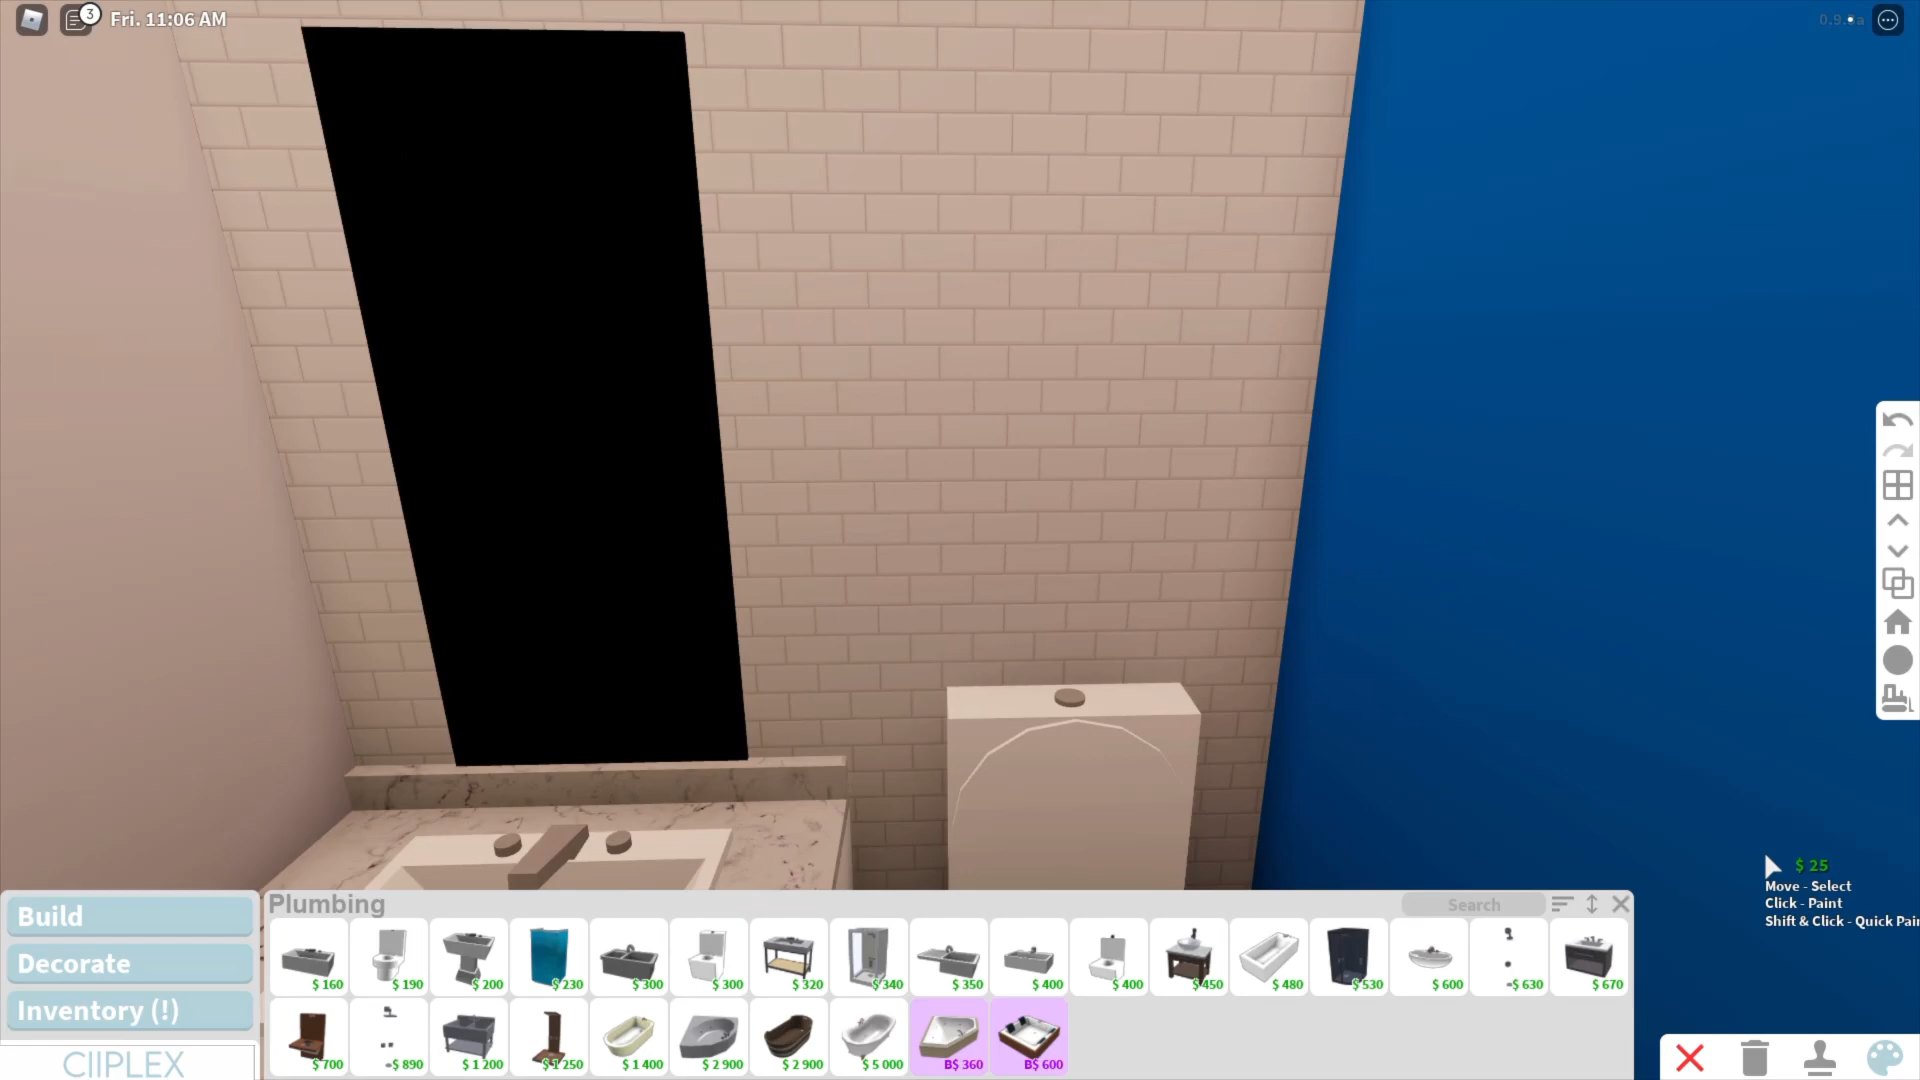 3
Fri. 11:06 AM
$ 25
Move - Select
Click - Paint
Shift & Click - Quick Pain
Build
Decorate
Inventory (!)
CIIPLEX
Plumbing
Search
$ 160
$ 190
$ 200
$ 230
$ 300
$ 300
$ 320
$ 340
$ 350
$ 400
$ 400
$ 450
$ 480
$ 530
$ 600
$ 630
$ 670
$ 700
$ 890
$ 1 200
$ 1 250
$ 1 400
$ 2 900
$ 2 900
$ 5 000
B$ 360
B$ 600